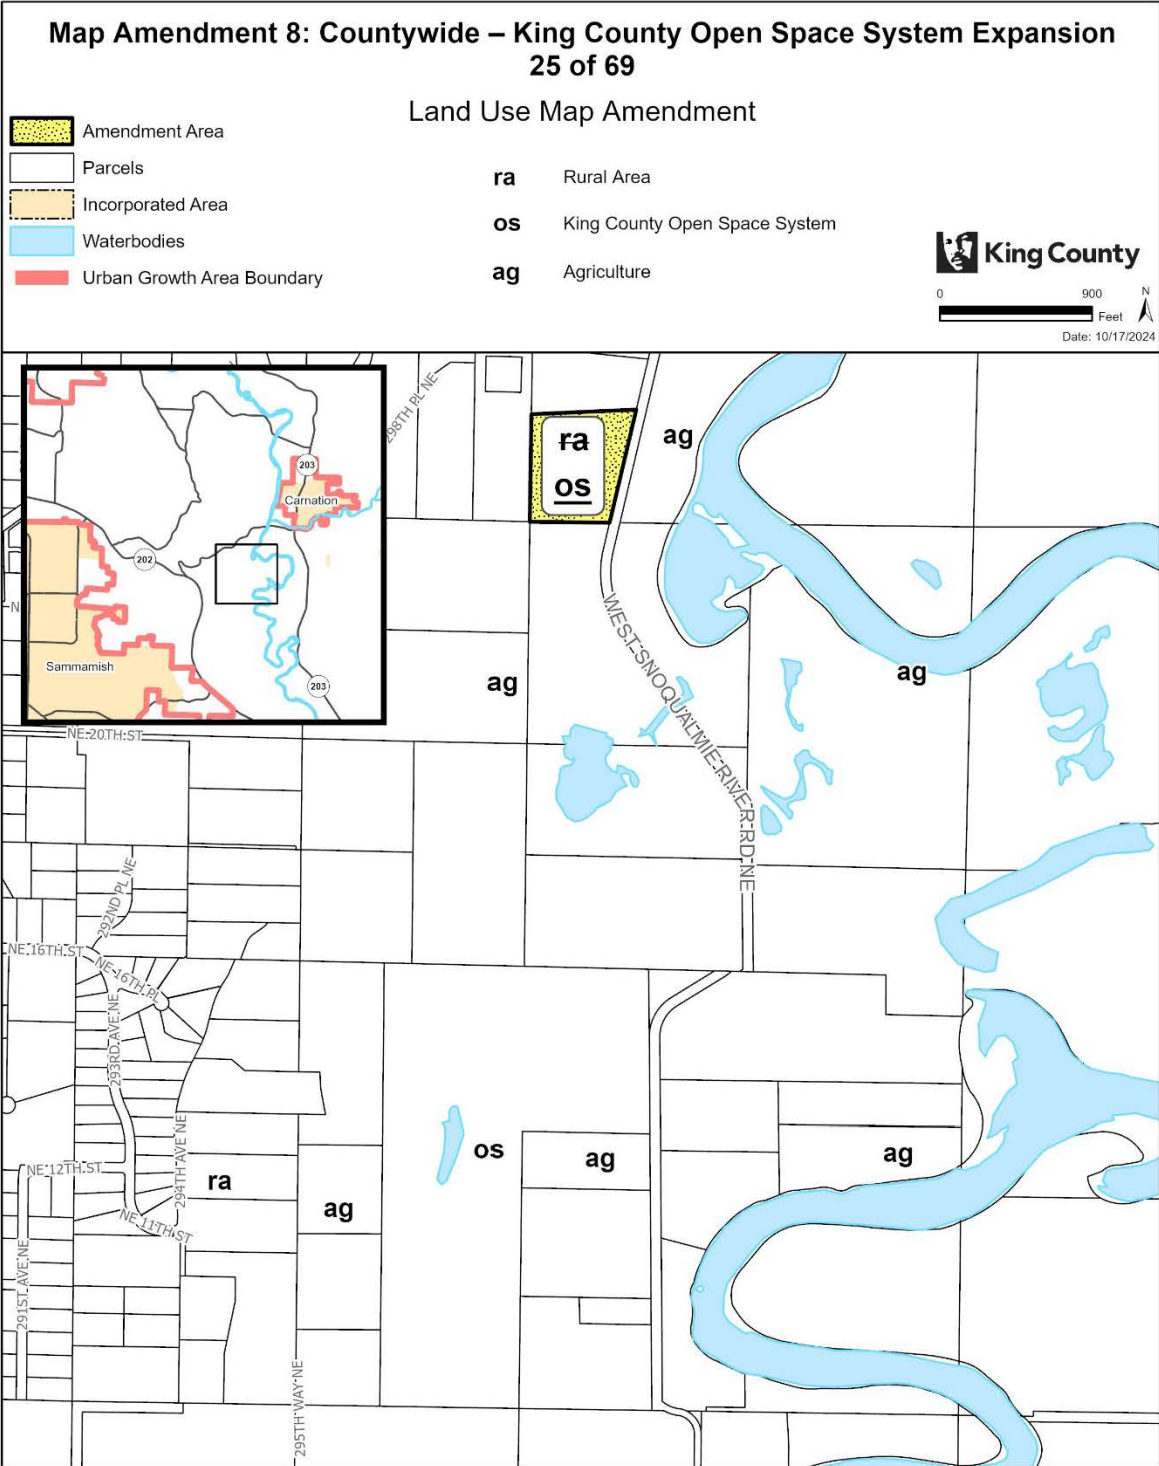 Map Amendment 8: Countywide – King County Open Space System Expansion
25 of 69
Land Use Map Amendment
Amendment Area
Parcels
Incorporated Area
Waterbodies
Urban Growth Area Boundary
ra Rural Area
os King County Open Space System
ag Agriculture
King County
0 900
Feet
N
Date: 10/17/2024
298TH PL NE
ra
os
ag
203
Carnation
202
Sammamish
203
N
WEST SNOQUALMIE RIVER RD NE
ag
ag
NE 20TH ST
292ND PL NE
NE 16TH ST
NE 16TH PL
293RD AVE NE
NE 12TH ST
294TH AVE NE
ra
NE 11TH ST
291ST AVE NE
ag
os
ag
ag
295TH WAY NE